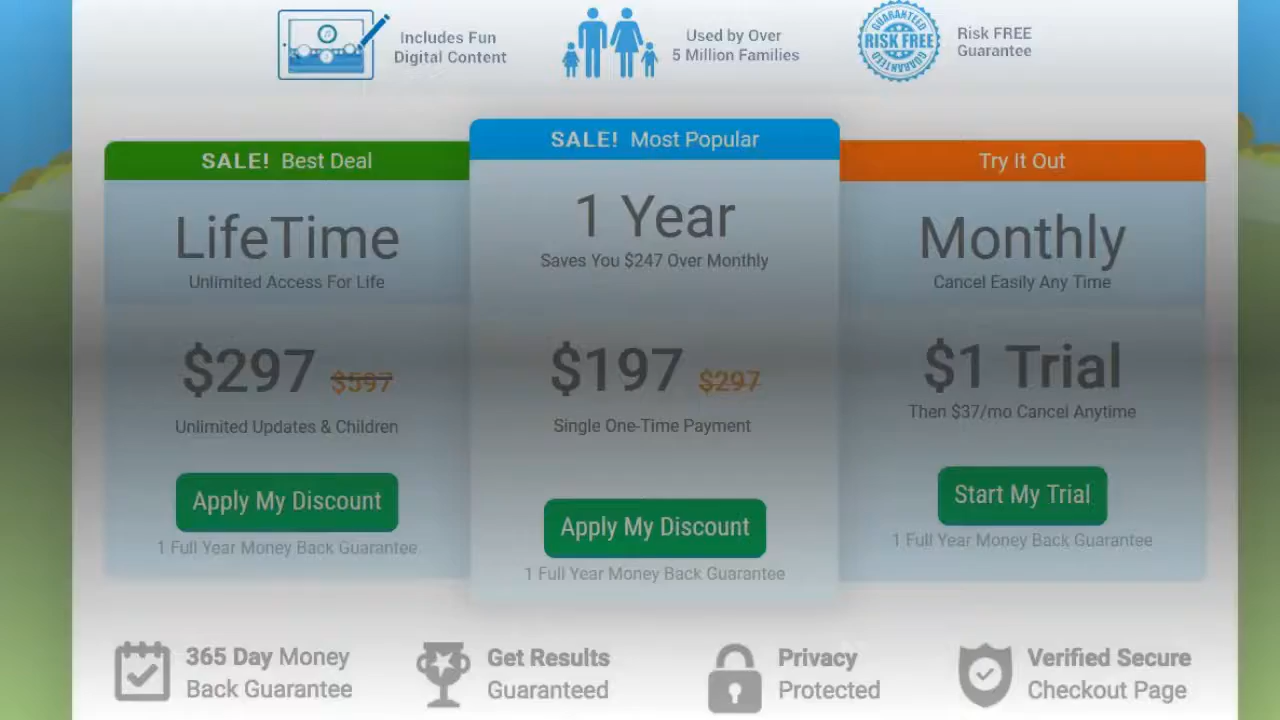 Includes Fun
Digital Content
Used by Over
5 Million Families
GUARANTEED
RISK FREE
GUARANTEED
Risk FREE
Guarantee
SALE! Best Deal
LifeTime
Unlimited Access For Life
$297 $597
Unlimited Updates & Children
Apply My Discount
1 Full Year Money Back Guarantee
SALE! Most Popular
1 Year
Saves You $247 Over Monthly
$197 $297
Single One-Time Payment
Apply My Discount
1 Full Year Money Back Guarantee
Try It Out
Monthly
Cancel Easily Any Time
$1 Trial
Then $37/mo Cancel Anytime
Start My Trial
1 Full Year Money Back Guarantee
365 Day Money
Back Guarantee
Get Results
Guaranteed
Privacy
Protected
Verified Secure
Checkout Page